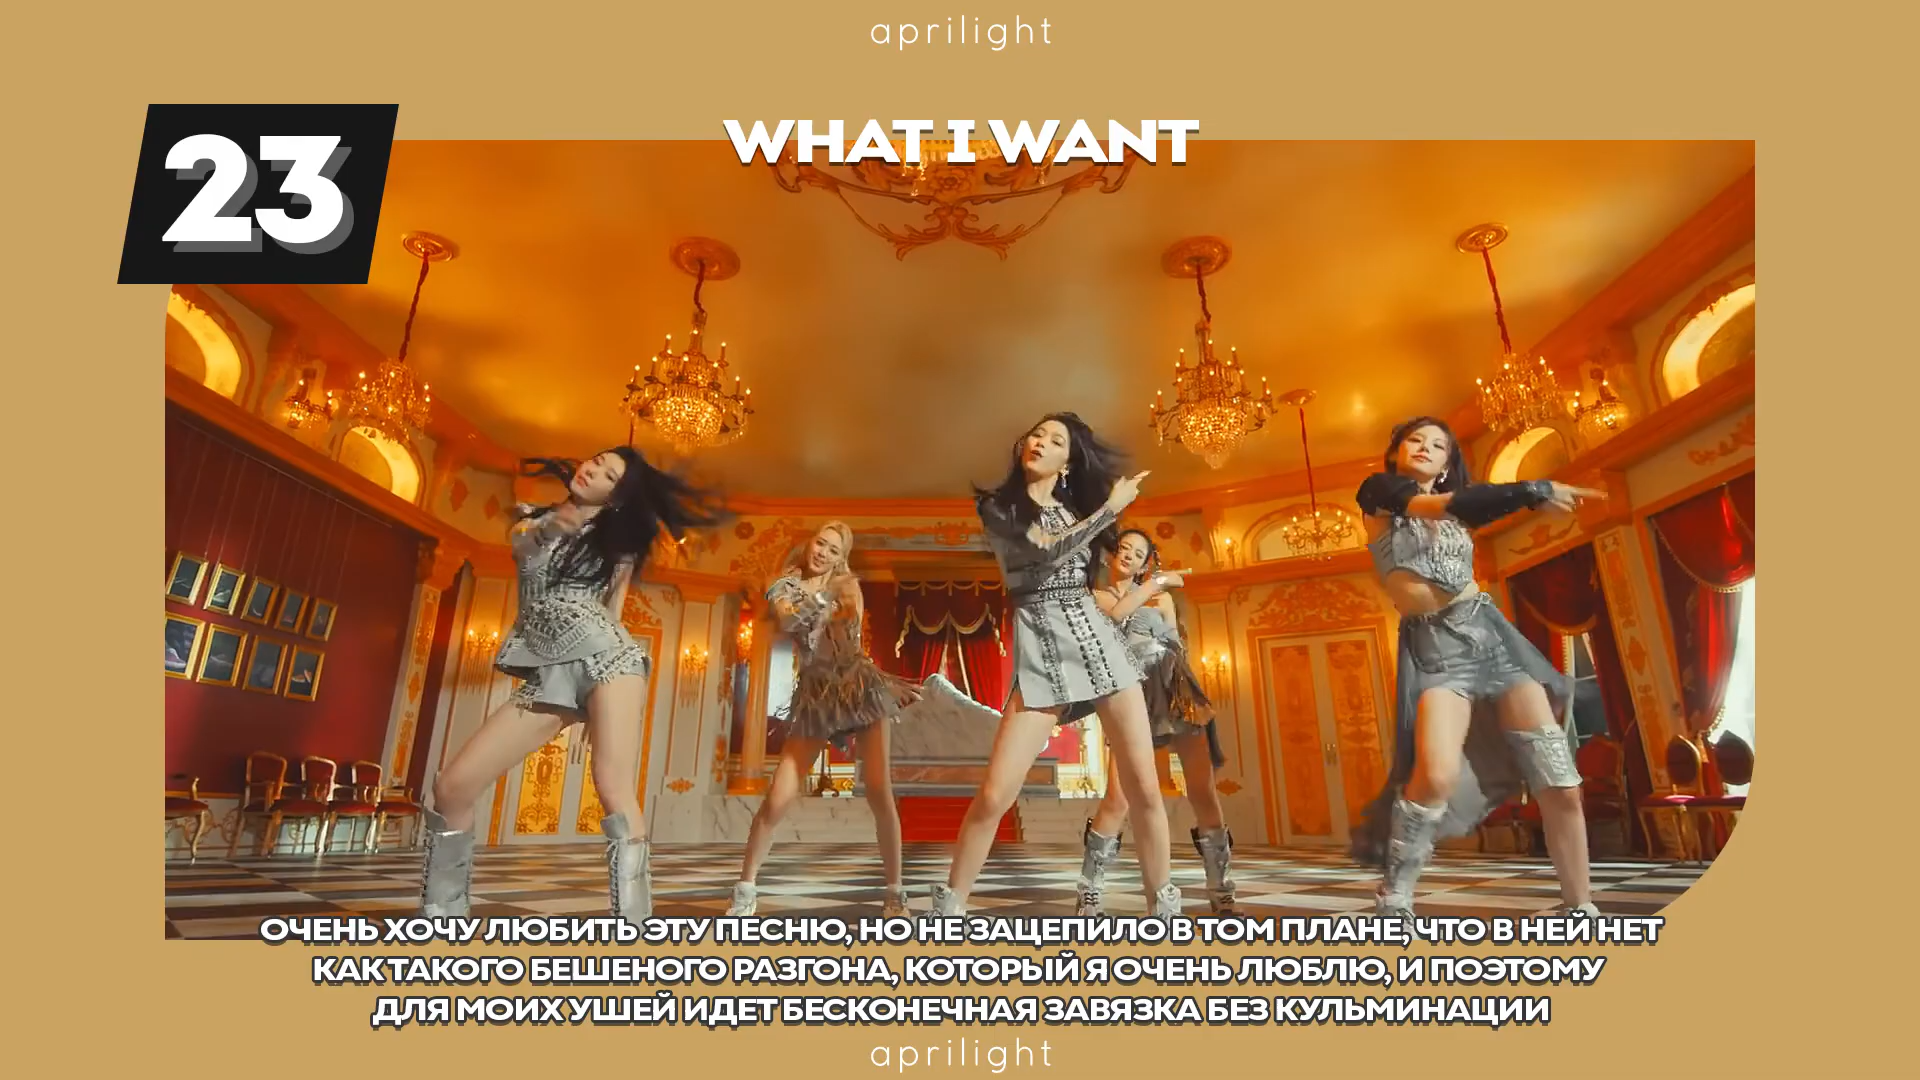 aprilight
23
WHAT I WANT
ОЧЕНЬ ХОЧУ ЛЮБИТЬ ЭТУ ПЕСНЮ, НО НЕ ЗАЦЕПИЛО В ТОМ ПЛАНЕ, ЧТО В НЕЙ НЕТ
КАК ТАКОГО БЕШЕНОГО РАЗГОНА, КОТОРЫЙ Я ОЧЕНЬ ЛЮБЛЮ, И ПОЭТОМУ
ДЛЯ МОИХ УШЕЙ ИДЕТ БЕСКОНЕЧНАЯ ЗАВЯЗКА БЕЗ КУЛЬМИНАЦИИ
aprilight